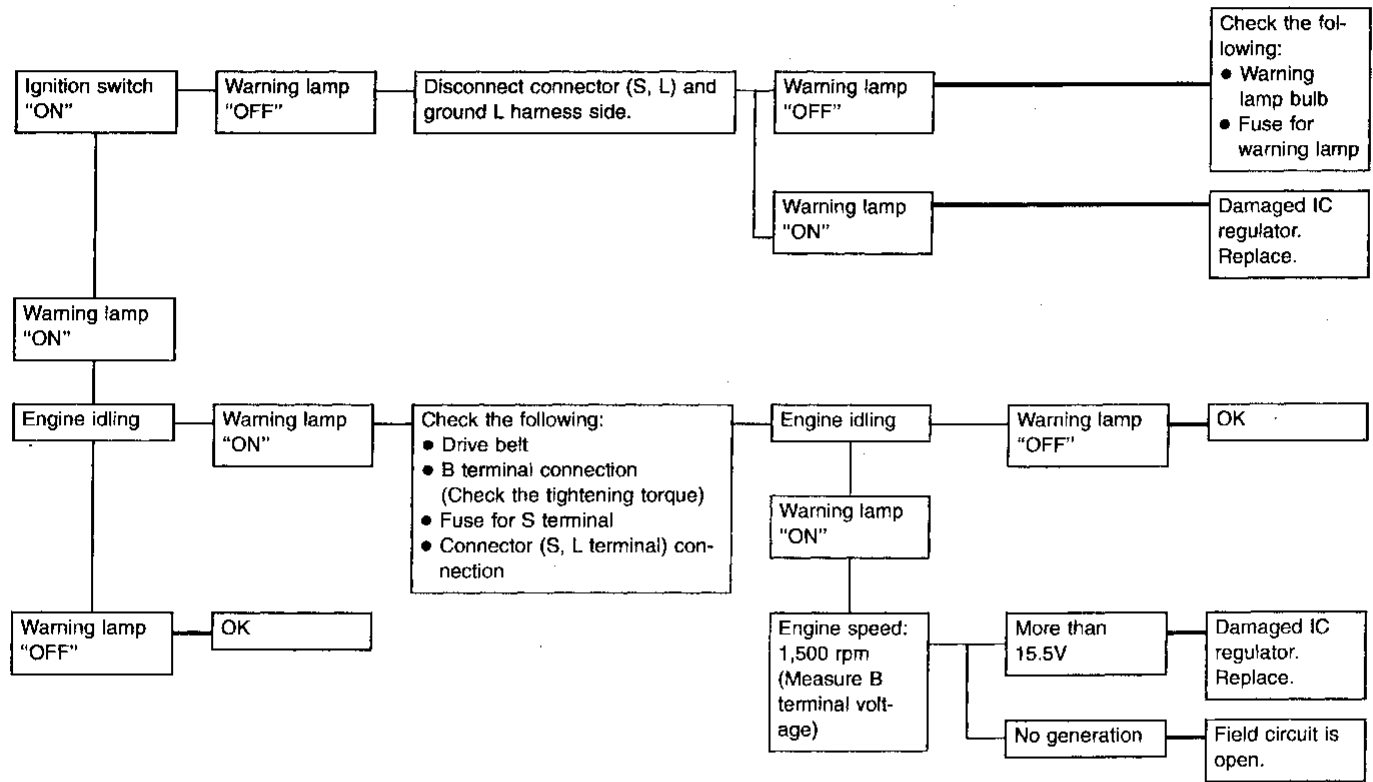 Ignition switch
"ON"
Warning lamp
"OFF"
Disconnect connector (S, L) and
ground L harness side.
Warning lamp
"OFF"
Check the fol-
lowing:
● Warning
lamp bulb
● Fuse for
warning lamp
Warning lamp
"ON"
Damaged IC
regulator.
Replace.
Warning lamp
"ON"
Engine idling
Warning lamp
"ON"
Check the following:
● Drive belt
● B terminal connection
(Check the tightening torque)
● Fuse for S terminal
● Connector (S, L terminal) con-
nection
Engine idling
Warning lamp
"OFF"
OK
Warning lamp
"ON"
Warning lamp
"OFF"
OK
Engine speed:
1,500 rpm
(Measure B
terminal volt-
age)
More than
15.5V
Damaged IC
regulator.
Replace.
No generation
Field circuit is
open.